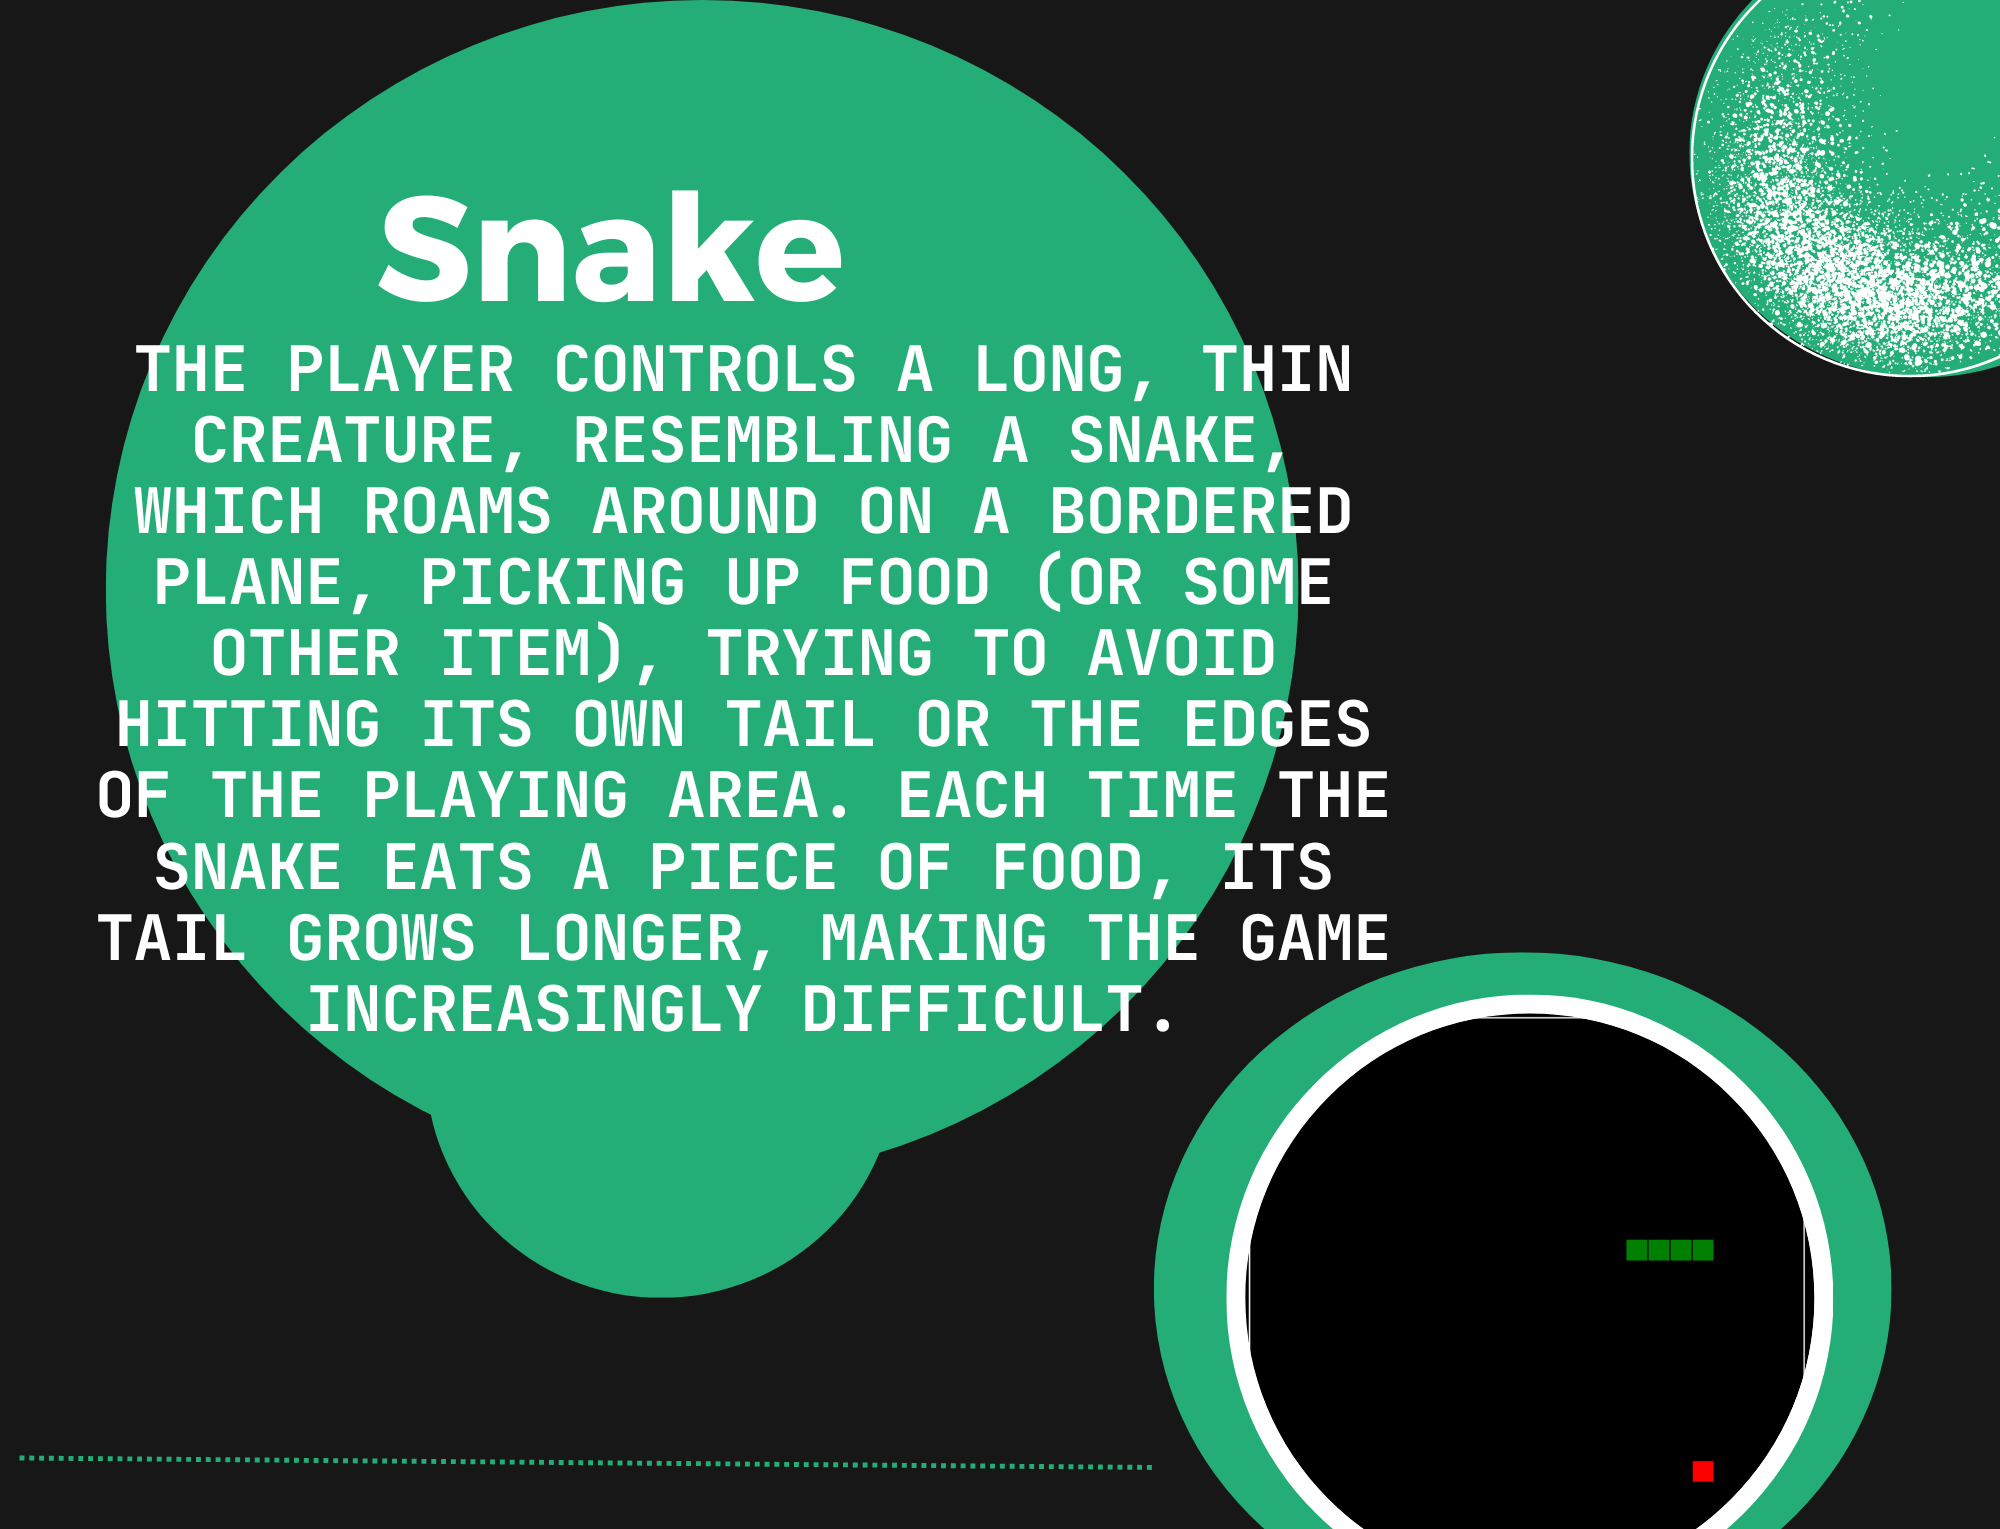 Snake
THE PLAYER CONTROLS A LONG, THIN
CREATURE, RESEMBLING A SNAKE,
WHICH ROAMS AROUND ON A BORDERED
PLANE, PICKING UP FOOD (OR SOME
OTHER ITEM), TRYING TO AVOID
HITTING ITS OWN TAIL OR THE EDGES
OF THE PLAYING AREA. EACH TIME THE
SNAKE EATS A PIECE OF FOOD, ITS
TAIL GROWS LONGER, MAKING THE GAME
INCREASINGLY DIFFICULT.